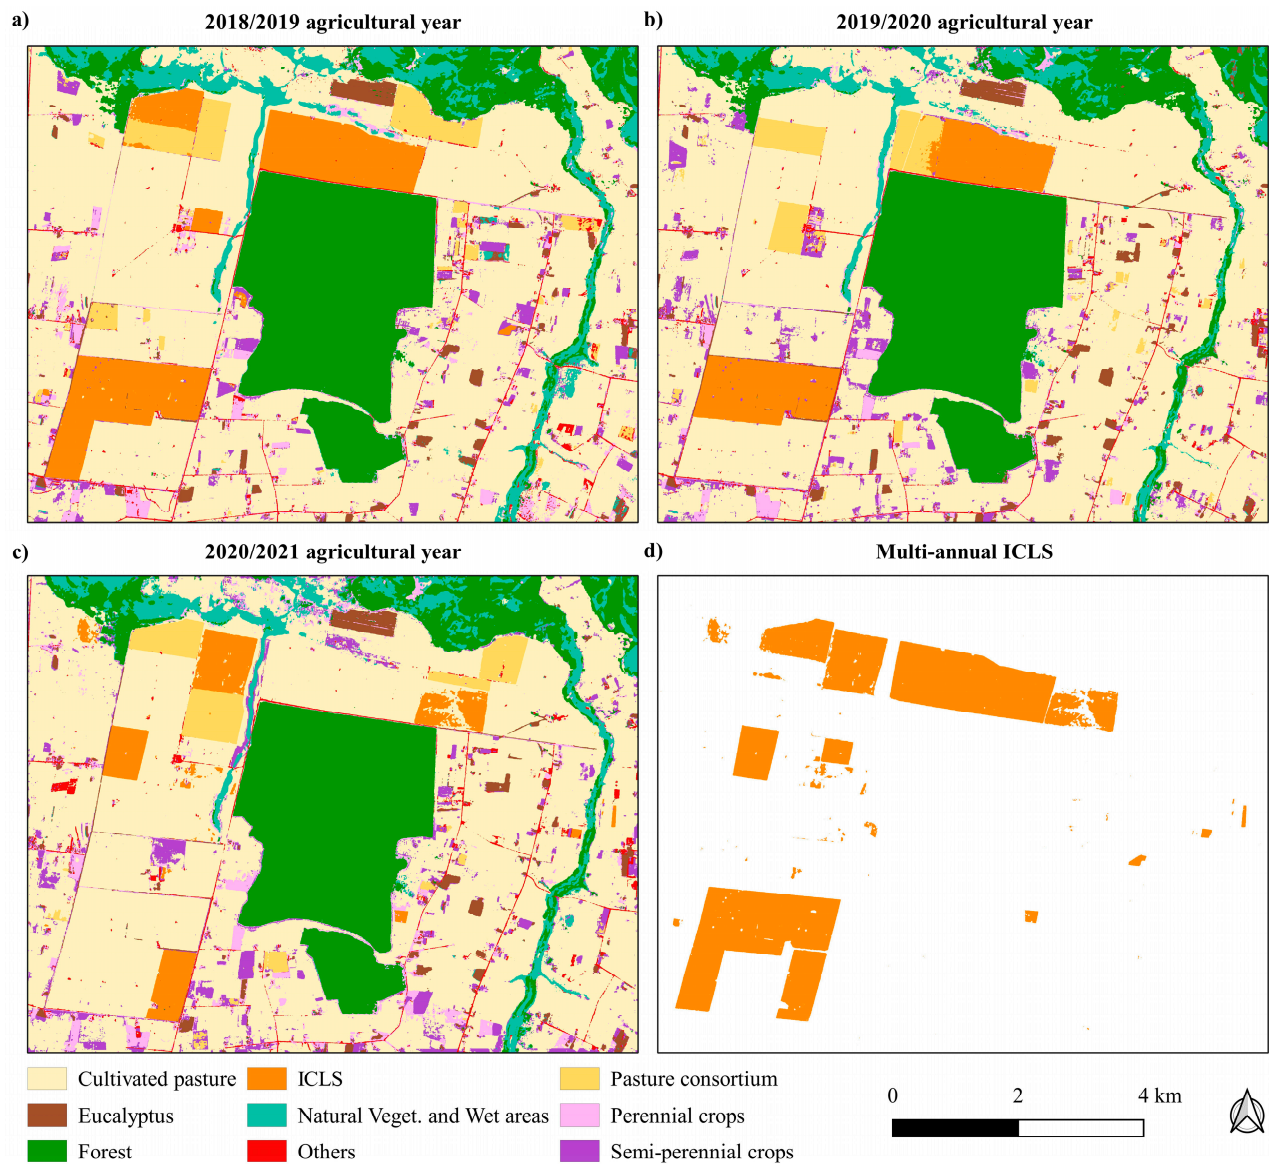 a) 2018/2019 agricultural year
b) 2019/2020 agricultural year
c) 2020/2021 agricultural year
d) Multi-annual ICLS
Cultivated pasture
ICLS
Pasture consortium
Eucalyptus
Natural Veget. and Wet areas
Perennial crops
Forest
Others
Semi-perennial crops
0 2 4 km